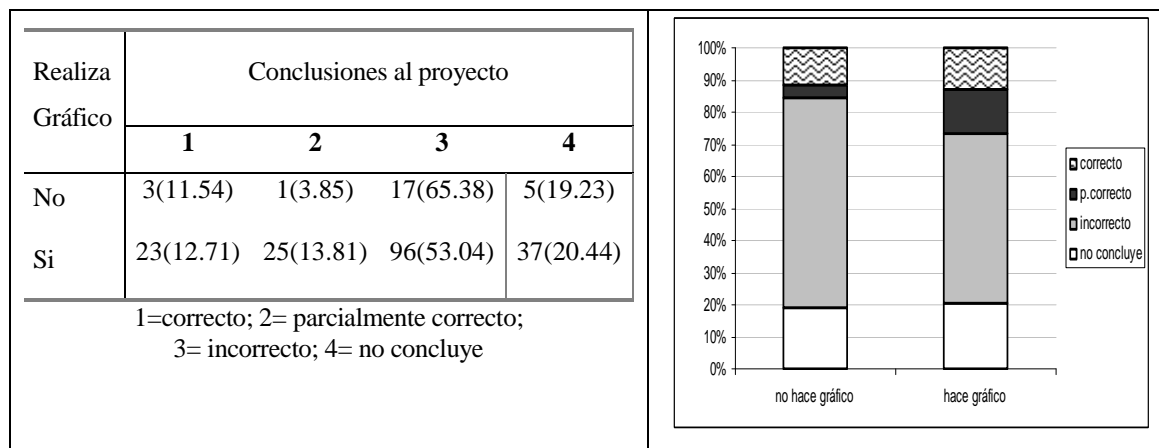 Realiza Gráfico
Conclusiones al proyecto
1 2 3 4
No 3(11.54) 1(3.85) 17(65.38) 5(19.23)
Si 23(12.71) 25(13.81) 96(53.04) 37(20.44)
1=correcto; 2= parcialmente correcto;
3= incorrecto; 4= no concluye
100%
90%
80%
70%
60%
50%
40%
30%
20%
10%
0%
no hace gráfico
hace gráfico
correcto
p.correcto
incorrecto
no concluye